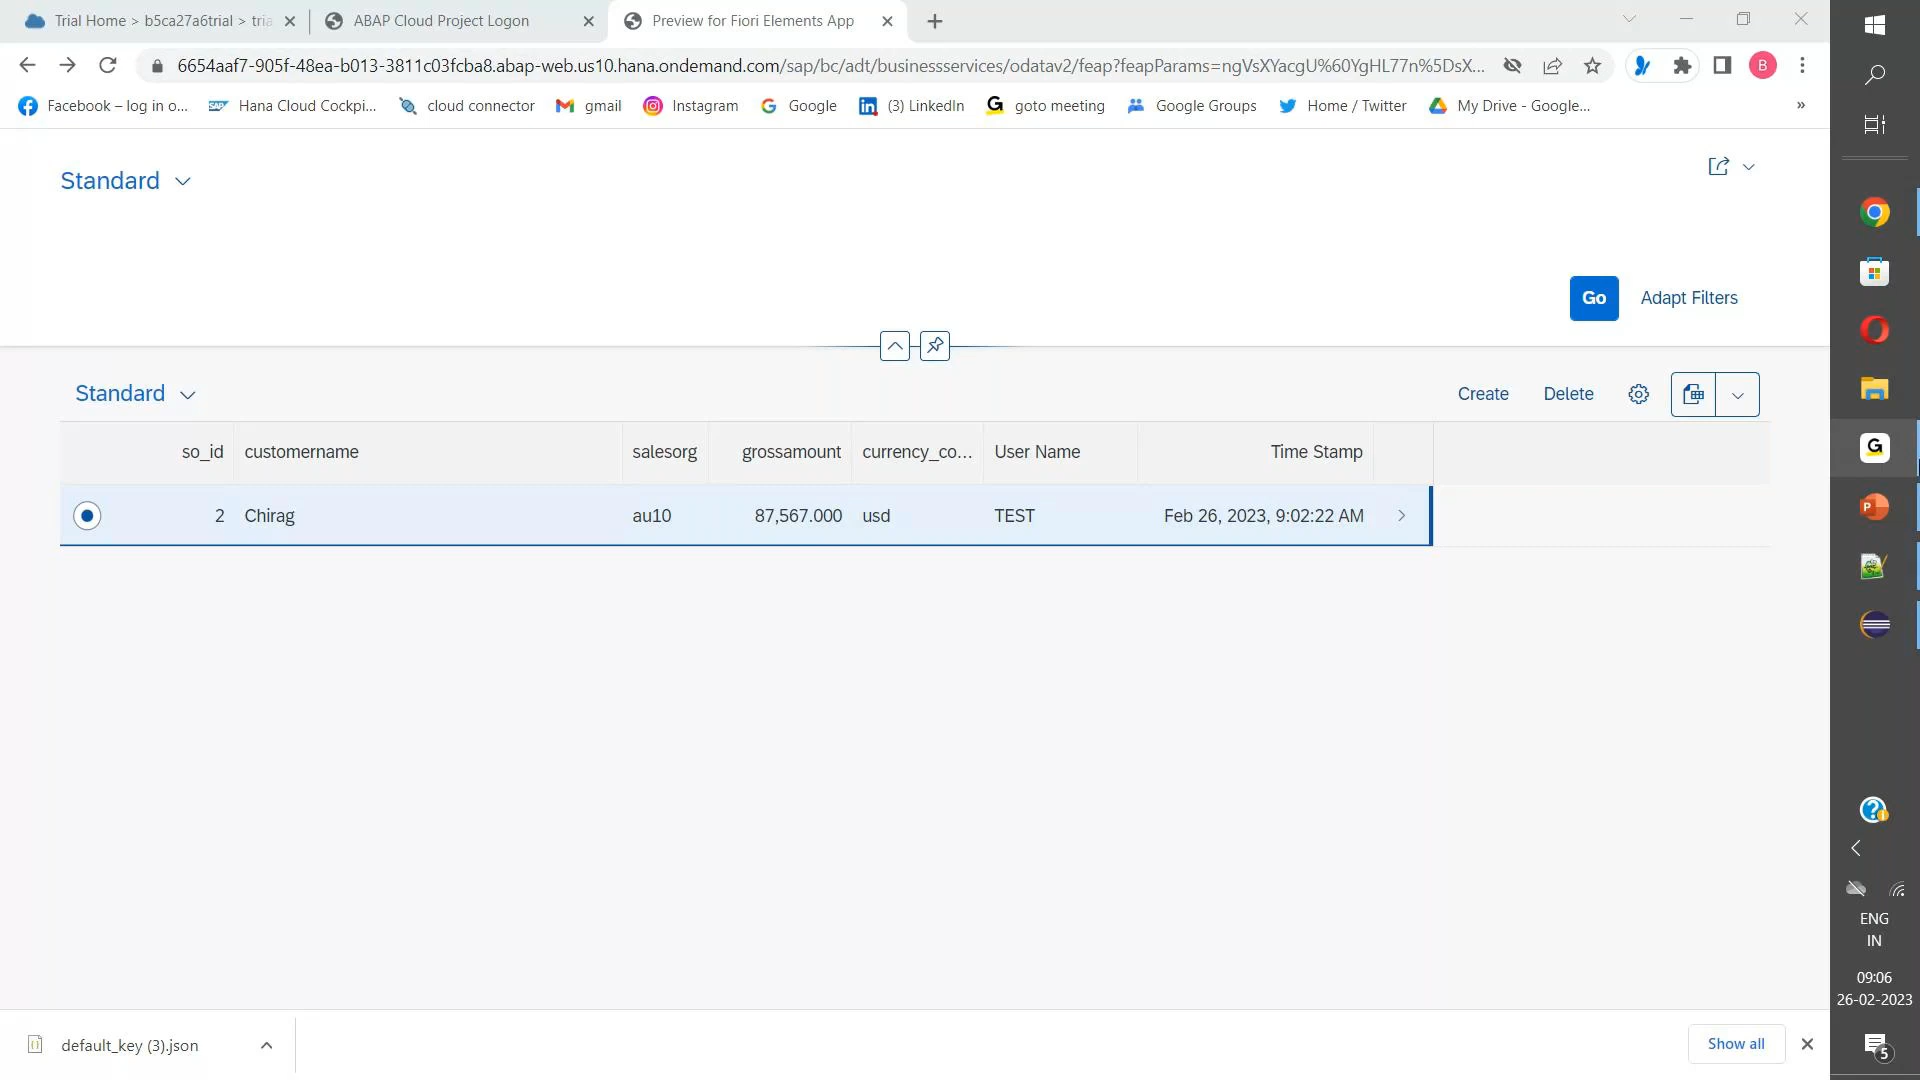 Trial Home > b5ca27a6trial > tria
ABAP Cloud Project Logon
Preview for Fiori Elements App
6654aaf7-905f-48ea-b013-3811c03fcba8.abap-web.us10.hana.ondemand.com/sap/bc/adt/businessservices/odatav2/feap?feapParams=ngVsXYacgU%60YgHL77n%5DsX...
B
Facebook – log in o...
SAP
Hana Cloud Cockpi...
cloud connector
gmail
Instagram
Google
(3) LinkedIn
goto meeting
Google Groups
Home / Twitter
My Drive - Google...
»
Standard
Go
Adapt Filters
Standard
Create
Delete
so_id customername salesorg grossamount currency_co... User Name Time Stamp
2 Chirag au10 87,567.000 usd TEST Feb 26, 2023, 9:02:22 AM
ENG
IN
09:06
26-02-2023
5
default_key (3).json
Show all